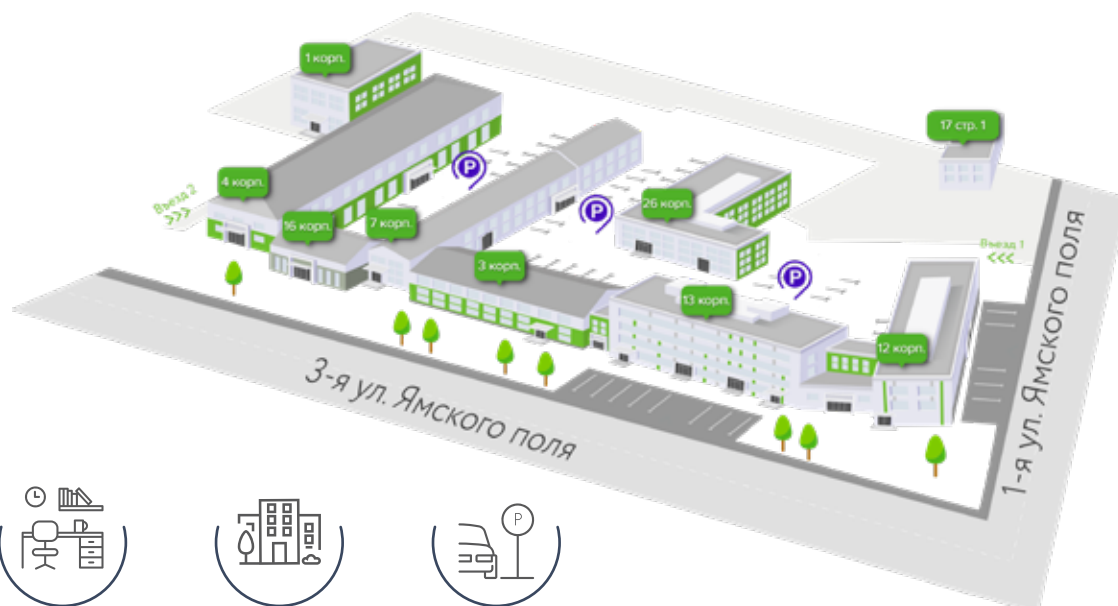 1 корп.
17 стр. 1
4 корп.
Въезд 2
>>>
16 корп.
7 корп.
P
P
26 корп.
3 корп.
Въезд 1
<<<
P
13 корп.
12 корп.
3-я ул. Ямского поля
1-я ул. Ямского поля
P